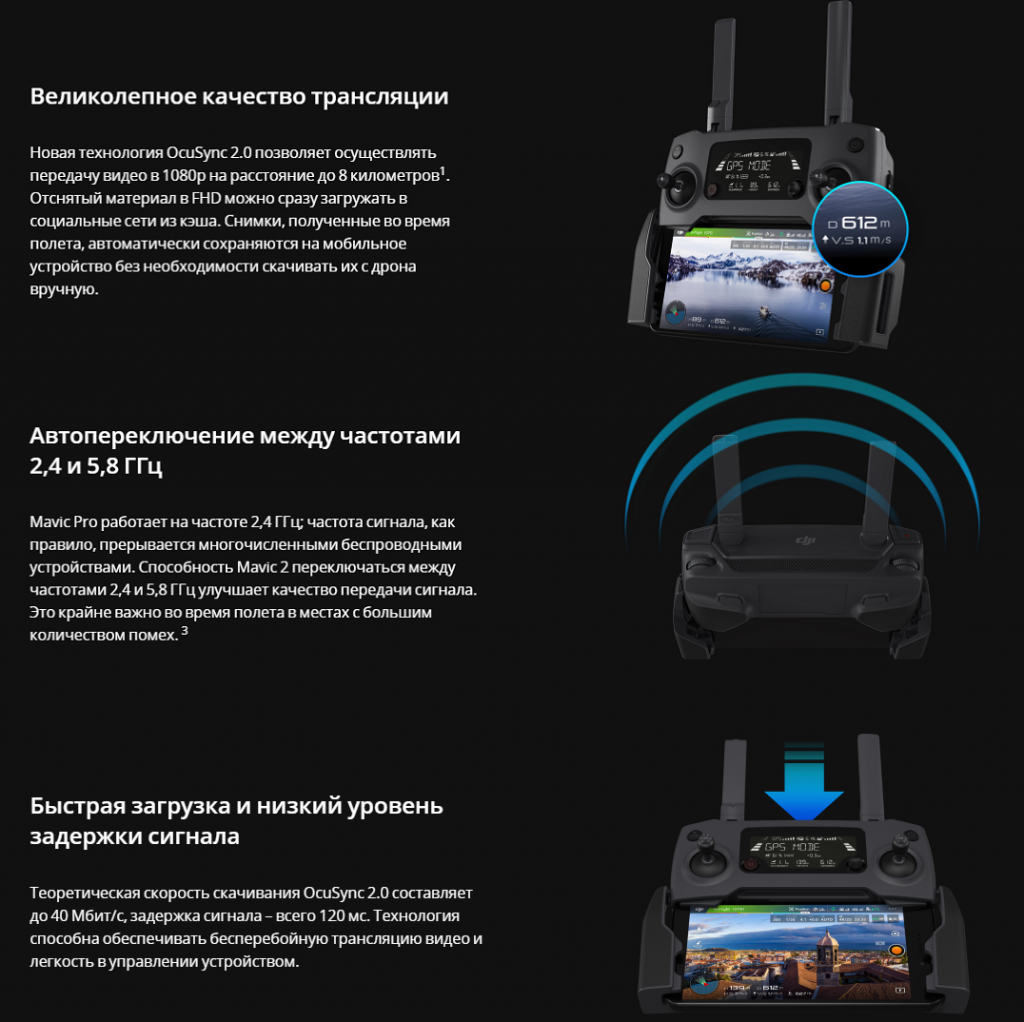 Великолепное качество трансляции
Новая технология OcuSync 2.0 позволяет осуществлять
передачу видео в 1080p на расстояние до 8 километров¹.
Отснятый материал в FHD можно сразу загружать в
социальные сети из кэша. Снимки, полученные во время
полета, автоматически сохраняются на мобильное
устройство без необходимости скачивать их с дрона
вручную.
GPS MODE
D 612 m
V.S 1.1 m/s
Автопереключение между частотами
2,4 и 5,8 ГГц
Mavic Pro работает на частоте 2,4 ГГц; частота сигнала, как
правило, прерывается многочисленными беспроводными
устройствами. Способность Mavic 2 переключаться между
частотами 2,4 и 5,8 ГГц улучшает качество передачи сигнала.
Это крайне важно во время полета в местах с большим
количеством помех. ³
dji
Быстрая загрузка и низкий уровень
задержки сигнала
Теоретическая скорость скачивания OcuSync 2.0 составляет
до 40 Мбит/с, задержка сигнала – всего 120 мс. Технология
способна обеспечивать бесперебойную трансляцию видео и
легкость в управлении устройством.
GPS MODE